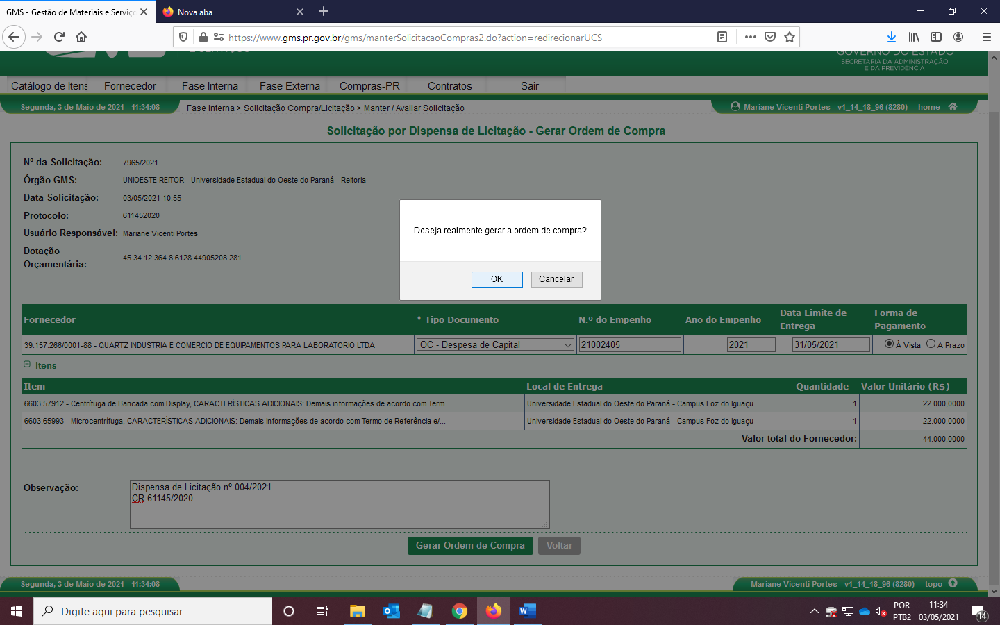 GMS - Gestão de Materiais e Serviço
Nova aba
https://www.gms.pr.gov.br/gms/manterSolicitacaoCompras2.do?action=redirecionarUCS
GOVERNO DO ESTADO
SECRETARIA DA ADMINISTRAÇÃO
E DA PREVIDÊNCIA
Catálogo de Itens Fornecedor Fase Interna Fase Externa Compras-PR Contratos Sair
Segunda, 3 de Maio de 2021 - 11:34:08
Fase Interna > Solicitação Compra/Licitação > Manter / Avaliar Solicitação
Mariane Vicenti Portes - v1_14_18_96 (8280) - home
Solicitação por Dispensa de Licitação - Gerar Ordem de Compra
Nº da Solicitação: 7965/2021
Órgão GMS: UNIOESTE REITOR - Universidade Estadual do Oeste do Paraná - Reitoria
Data Solicitação: 03/05/2021 10:55
Protocolo: 611452020
Usuário Responsável: Mariane Vicenti Portes
Dotação
Orçamentária: 45.34.12.364.8.6128 44905208 281
Deseja realmente gerar a ordem de compra?
OK Cancelar
Fornecedor * Tipo Documento N.º do Empenho Ano do Empenho Data Limite de Entrega Forma de Pagamento
39.157.266/0001-88 - QUARTZ INDUSTRIA E COMERCIO DE EQUIPAMENTOS PARA LABORATORIO LTDA OC - Despesa de Capital 21002405 2021 31/05/2021 À Vista A Prazo
Itens
Item Local de Entrega Quantidade Valor Unitário (R$)
6603.57912 - Centrífuga de Bancada com Display, CARACTERÍSTICAS ADICIONAIS: Demais informações de acordo com Term... Universidade Estadual do Oeste do Paraná - Campus Foz do Iguaçu 1 22.000,0000
6603.65993 - Microcentrífuga, CARACTERÍSTICAS ADICIONAIS: Demais informações de acordo com Termo de Referência e/... Universidade Estadual do Oeste do Paraná - Campus Foz do Iguaçu 1 22.000,0000
Valor total do Fornecedor: 44.000,0000
Observação:
Dispensa de Licitação nº 004/2021
CR 61145/2020
Gerar Ordem de Compra Voltar
Segunda, 3 de Maio de 2021 - 11:34:08
Mariane Vicenti Portes - v1_14_18_96 (8280) - topo
Digite aqui para pesquisar
POR
PTB2
11:34
03/05/2021
14